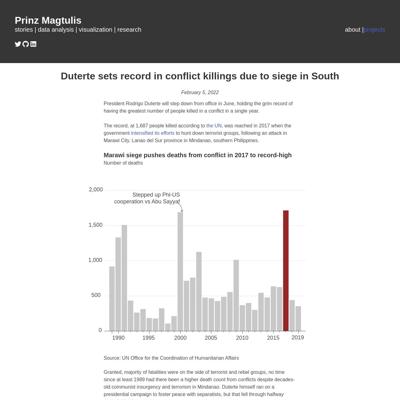 Prinz Magtulis
stories | data analysis | visualization | research
about |projects
Duterte sets record in conflict killings due to siege in South
February 5, 2022
President Rodrigo Duterte will step down from office in June, holding the grim record of
having the greatest number of people killed in a conflict in a single year.
The record, at 1,687 people killed according to the UN, was reached in 2017 when the
government intensified its efforts to hunt down terrorist groups, following an attack in
Marawi City, Lanao del Sur province in Mindanao, southern Philippines.
Marawi siege pushes deaths from conflict in 2017 to record-high
Number of deaths
2,000
Stepped up Phl-US
cooperation vs Abu Sayyaf
1,500
1,000
500
0
1990 1995 2000 2005 2010 2015 2019
Source: UN Office for the Coordination of Humanitarian Affairs
Granted, majority of fatalities were on the side of terrorist and rebel groups, no time
since at least 1989 had there been a higher death count from conflicts despite decades-
old communist insurgency and terrorism in Mindanao. Duterte himself ran on a
presidential campaign to foster peace with separatists, but that fell through halfway